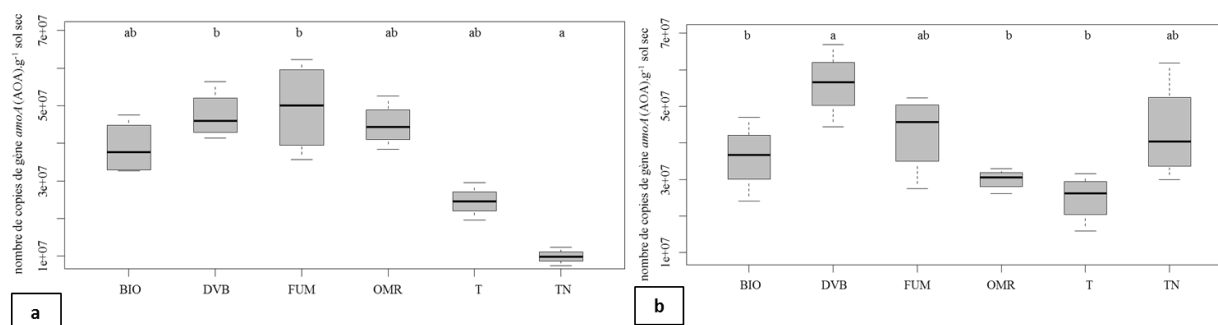 nombre de copies de gène amoA (AOA).g⁻¹ sol sec
7e+07
5e+07
3e+07
1e+07
ab b b ab ab a
BIO DVB FUM OMR T TN
a
nombre de copies de gène amoA (AOA).g⁻¹ sol sec
7e+07
5e+07
3e+07
1e+07
b a ab b b ab
BIO DVB FUM OMR T TN
b